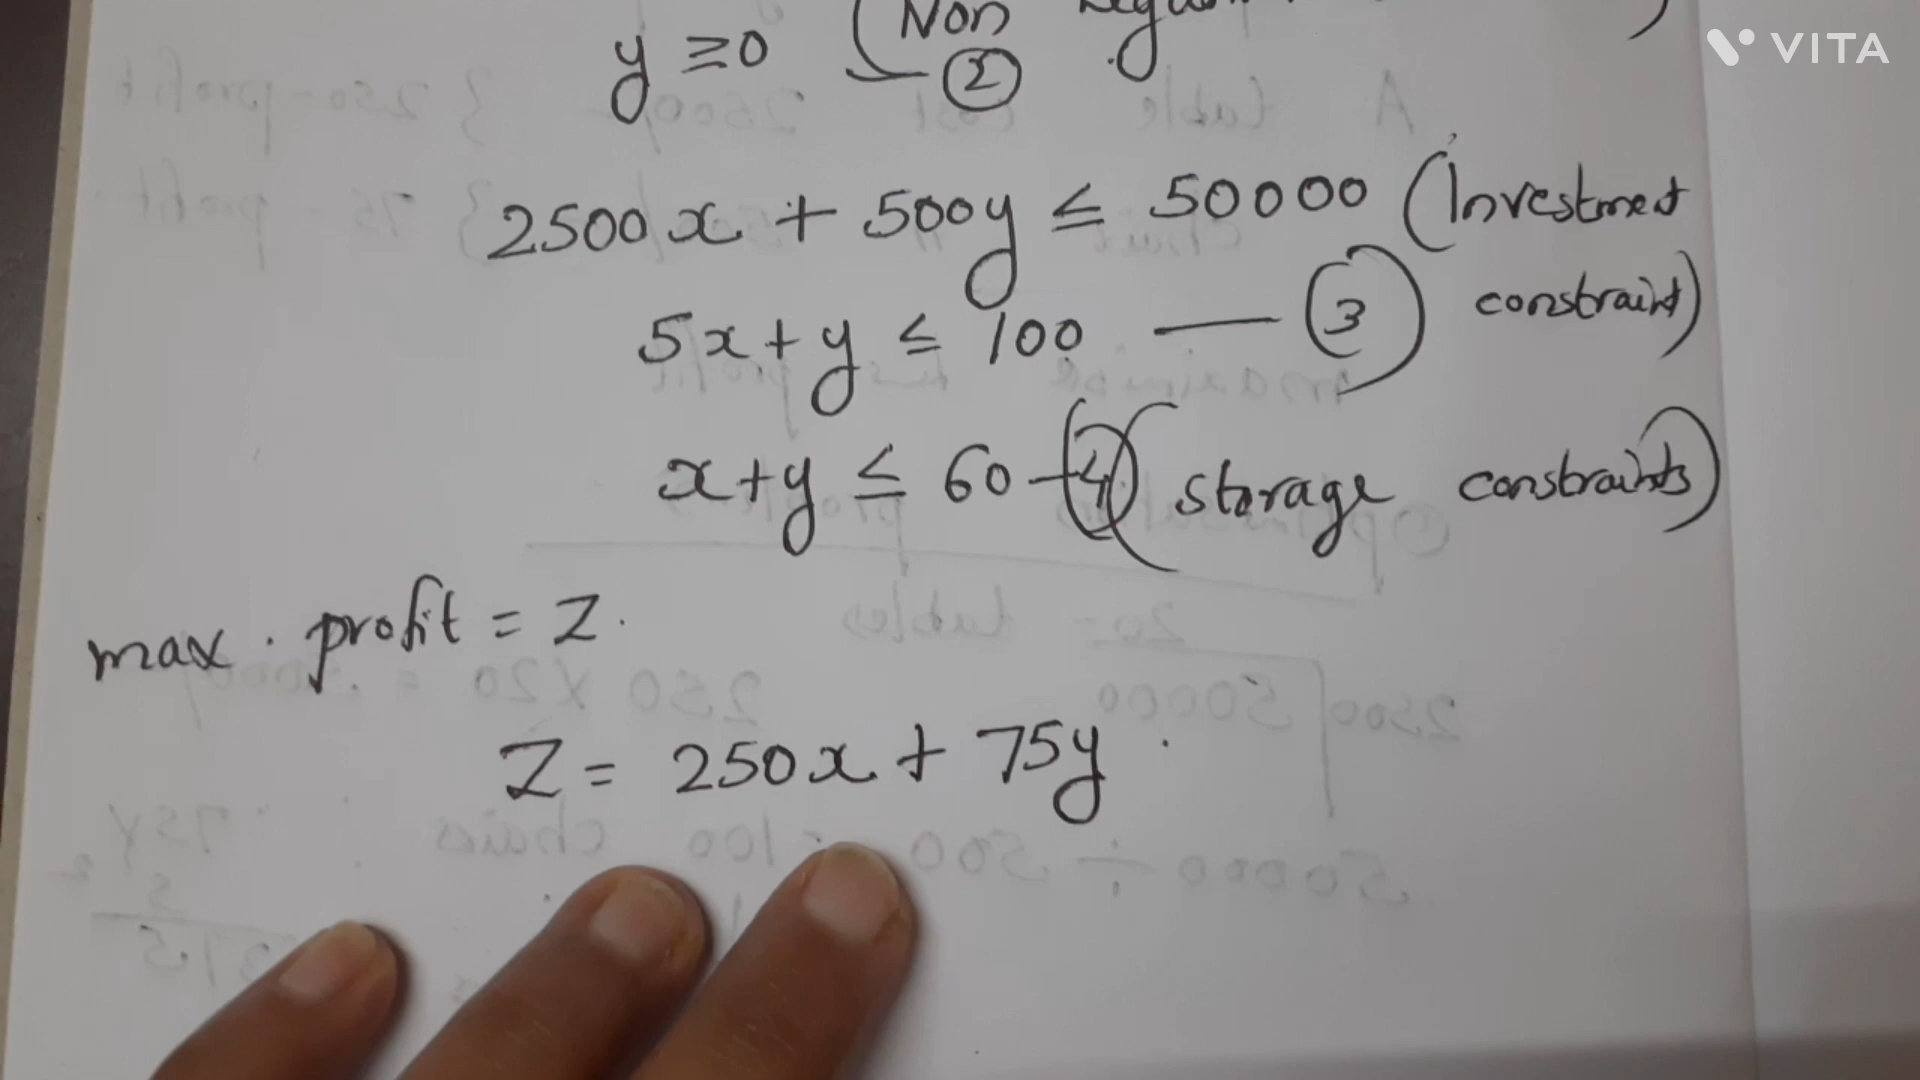 VITA
y ≥ 0 (Non
②
2500x + 500y ≤ 50000 (Investment
5x + y ≤ 100 — ③ constraint)
x + y ≤ 60 — ④ (storage constraints)
max. profit = Z.
Z = 250x + 75y.